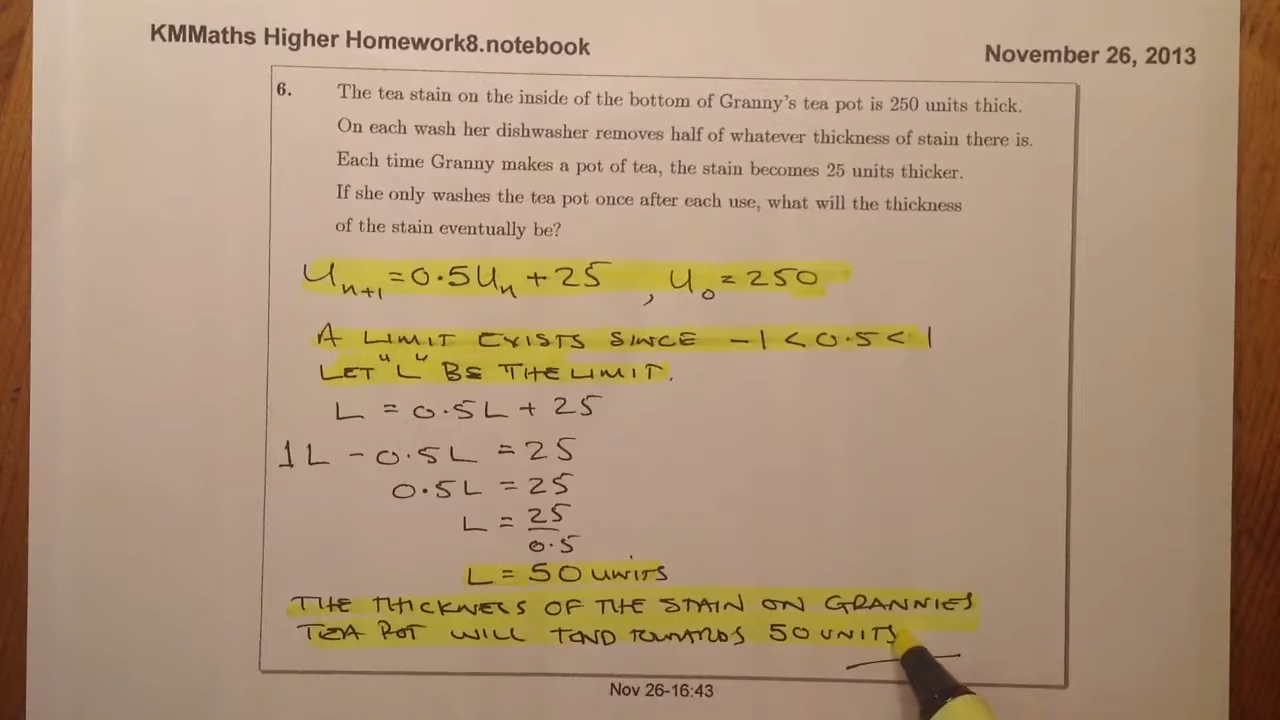 KMMaths Higher Homework8.notebook
November 26, 2013
6. The tea stain on the inside of the bottom of Granny's tea pot is 250 units thick.
On each wash her dishwasher removes half of whatever thickness of stain there is.
Each time Granny makes a pot of tea, the stain becomes 25 units thicker.
If she only washes the tea pot once after each use, what will the thickness
of the stain eventually be?
Uₙ₊₁ = 0.5Uₙ + 25 , U₀ = 250
A LIMIT EXISTS SINCE -1 < 0.5 < 1
LET "L" BE THE LIMIT.
L = 0.5L + 25
1L - 0.5L = 25
0.5L = 25
L = 25
0.5
L = 50 UNITS
THE THICKNESS OF THE STAIN ON GRANNIES
TEA POT WILL TEND TOWARDS 50 UNITS
Nov 26-16:43